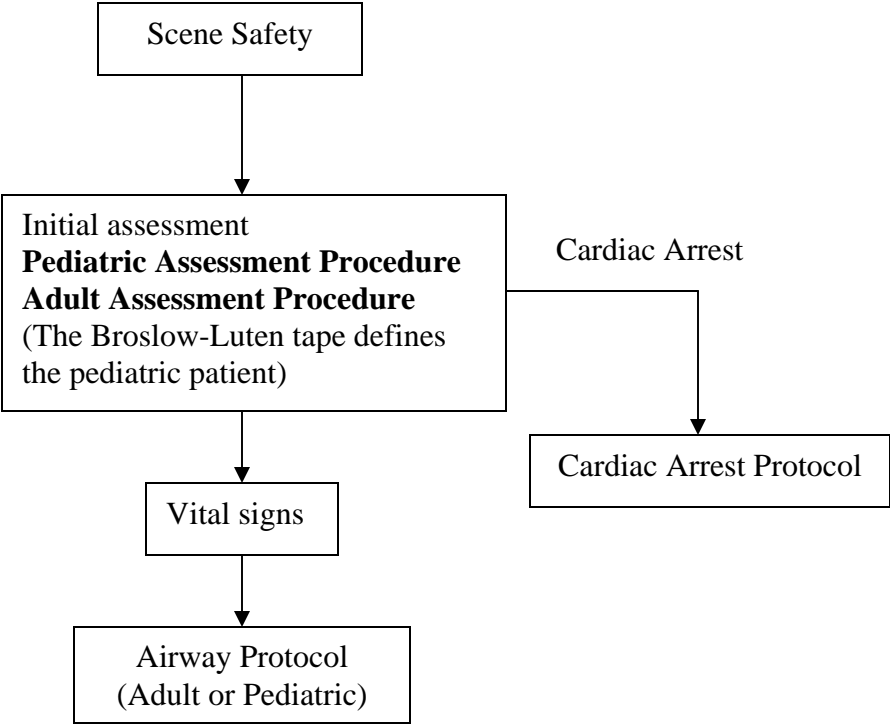 Scene Safety
Initial assessment
Pediatric Assessment Procedure
Adult Assessment Procedure
(The Broslow-Luten tape defines
the pediatric patient)
Cardiac Arrest
Cardiac Arrest Protocol
Vital signs
Airway Protocol
(Adult or Pediatric)